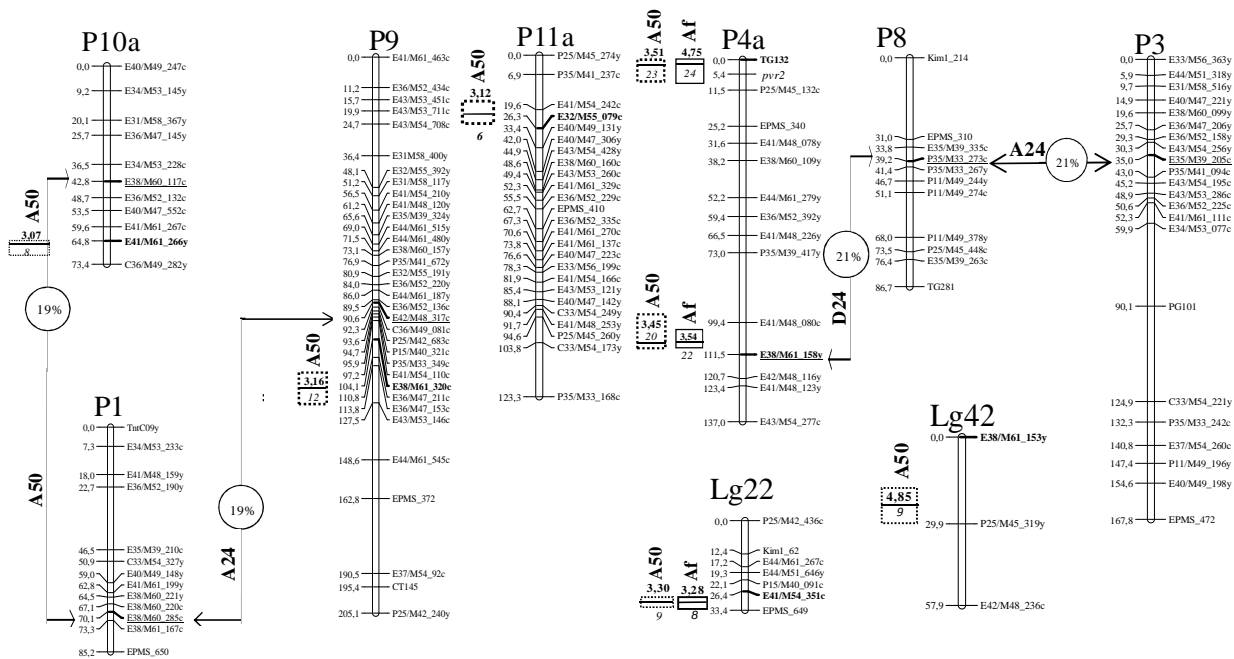 P10a
0,0 E40/M49_247c
9,2 E34/M53_145y
20,1 E31/M58_367y
25,7 E36/M47_145y
36,5 E34/M53_228c
42,8 E38/M60_117c
48,7 E36/M52_132c
53,5 E40/M47_552c
59,6 E41/M61_267c
64,8 E41/M61_266y
73,4 C36/M49_282y
A50
3,07
8
19%
P1
0,0 TntC09y
7,3 E34/M53_233c
18,0 E41/M48_159y
22,7 E36/M52_190y
46,5 E35/M39_210c
50,9 C33/M54_327y
59,0 E40/M49_148y
62,8 E41/M61_199y
64,5 E38/M60_221y
67,1 E38/M60_220c
70,1 E38/M60_285c
73,3 E38/M61_167c
85,2 EPMS_650
A50
A24
19%
P9
0,0 E41/M61_463c
11,2 E36/M52_434c
15,7 E43/M53_451c
19,9 E43/M53_711c
24,7 E43/M54_708c
36,4 E31M58_400y
48,1 E32/M55_392y
51,2 E31/M58_117y
56,5 E41/M54_210y
61,2 E41/M48_120y
65,6 E35/M39_324y
69,0 E44/M61_515y
71,5 E44/M61_480y
73,1 E38/M60_157y
76,9 P35/M41_672y
80,9 E32/M55_191y
84,0 E36/M52_220y
86,0 E44/M61_187y
89,5 E36/M52_136c
90,6 E42/M48_317c
92,3 C36/M49_081c
93,6 P25/M42_683c
94,7 P15/M40_321c
95,9 P35/M33_349c
97,2 E41/M54_110c
104,1 E38/M61_320c
110,8 E36/M47_211c
113,8 E36/M47_153c
127,5 E43/M53_146c
148,6 E44/M61_545c
162,8 EPMS_372
190,5 E37/M54_92c
195,4 CT145
205,1 P25/M42_240y
A50
3,16
12
:
P11a
0,0 P25/M45_274y
6,9 P35/M41_237c
19,6 E41/M54_242c
26,3 E32/M55_079c
33,4 E40/M49_131y
42,0 E40/M47_306y
44,9 E43/M54_428y
48,6 E38/M60_160c
49,4 E43/M53_260c
52,3 E41/M61_329c
55,5 E36/M52_229c
62,7 EPMS_410
67,3 E36/M52_335c
70,6 E41/M61_270c
73,8 E41/M61_137c
76,6 E40/M47_223c
78,3 E33/M56_199c
81,9 E41/M54_166c
85,4 E43/M53_121y
88,1 E40/M47_142y
90,4 C33/M54_249y
91,7 E41/M48_253y
94,6 P25/M45_260y
103,8 C33/M54_173y
123,3 P35/M33_168c
A50
3,12
6
P4a
0,0 TG132
5,4 pvr2
11,5 P25/M45_132c
25,2 EPMS_340
31,6 E41/M48_078y
38,2 E38/M60_109y
52,2 E44/M61_279y
59,4 E36/M52_392y
66,5 E41/M48_226y
73,0 P35/M39_417y
99,4 E41/M48_080c
111,5 E38/M61_158y
120,7 E42/M48_116y
123,4 E41/M48_123y
137,0 E43/M54_277c
A50
3,51
23
Af
4,75
24
A50
3,45
20
Af
3,54
22
P8
0,0 Kim1_214
31,0 EPMS_310
33,8 E35/M39_335c
39,2 P35/M33_273c
41,4 P35/M33_267y
46,7 P11/M49_244y
51,1 P11/M49_274c
68,0 P11/M49_378y
73,5 P25/M45_448c
76,4 E35/M39_263c
86,7 TG281
21%
D24
A24
21%
P3
0,0 E33/M56_363y
5,9 E44/M51_318y
9,7 E31/M58_516y
14,9 E40/M47_221y
19,6 E38/M60_099y
25,7 E36/M47_206y
29,3 E36/M52_158y
30,3 E43/M54_256y
35,0 E35/M39_205c
43,0 P35/M41_094c
45,2 E43/M54_195c
48,9 E43/M53_286c
50,6 E36/M52_225c
52,3 E41/M61_111c
59,9 E34/M53_077c
90,1 PG101
124,9 C33/M54_221y
132,3 P35/M33_242c
140,8 E37/M54_260c
147,4 P11/M49_196y
154,6 E40/M49_198y
167,8 EPMS_472
Lg22
0,0 P25/M42_436c
12,4 Kim1_62
17,2 E44/M61_267c
19,3 E44/M51_646y
22,1 P15/M40_091c
26,4 E41/M54_351c
33,4 EPMS_649
A50
3,30
9
Af
3,28
8
Lg42
0,0 E38/M61_153y
29,9 P25/M45_319y
57,9 E42/M48_236c
A50
4,85
9